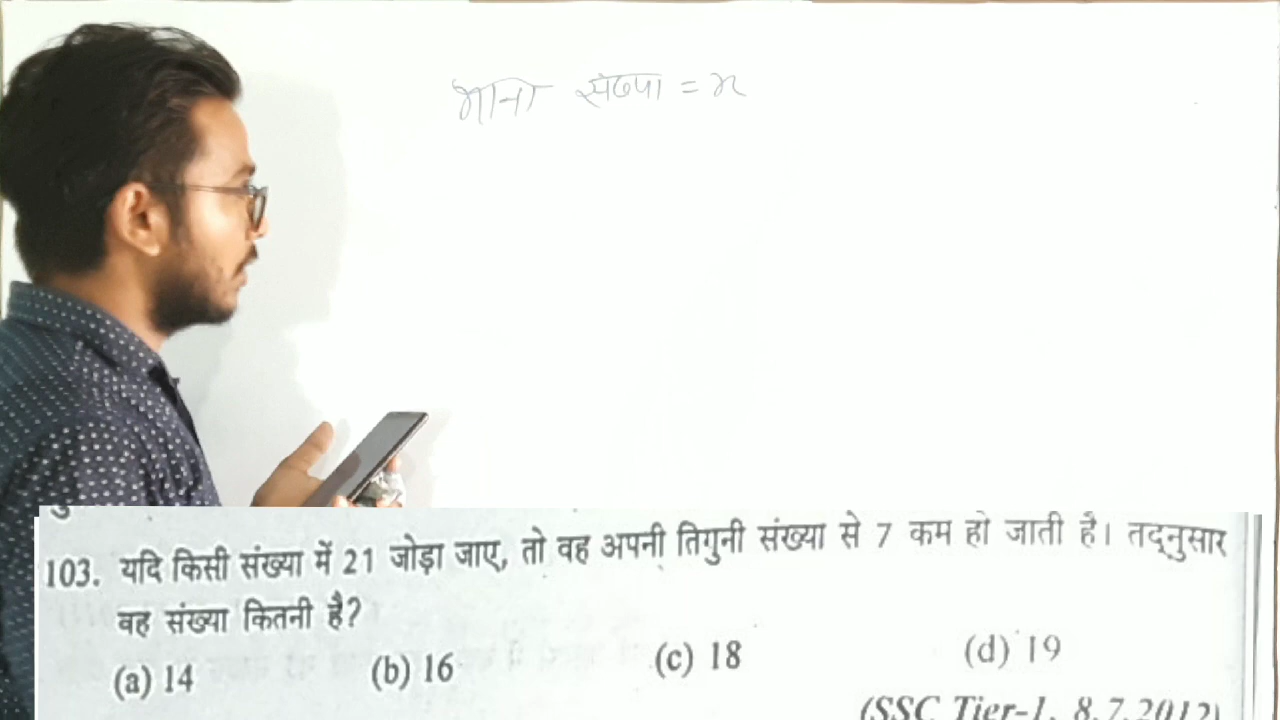 माना संख्या = x
103. यदि किसी संख्या में 21 जोड़ा जाए, तो वह अपनी तिगुनी संख्या से 7 कम हो जाती है। तद्नुसार
वह संख्या कितनी है?
(a) 14 (b) 16 (c) 18 (d) 19
(SSC Tier-1, 8.7.2012)